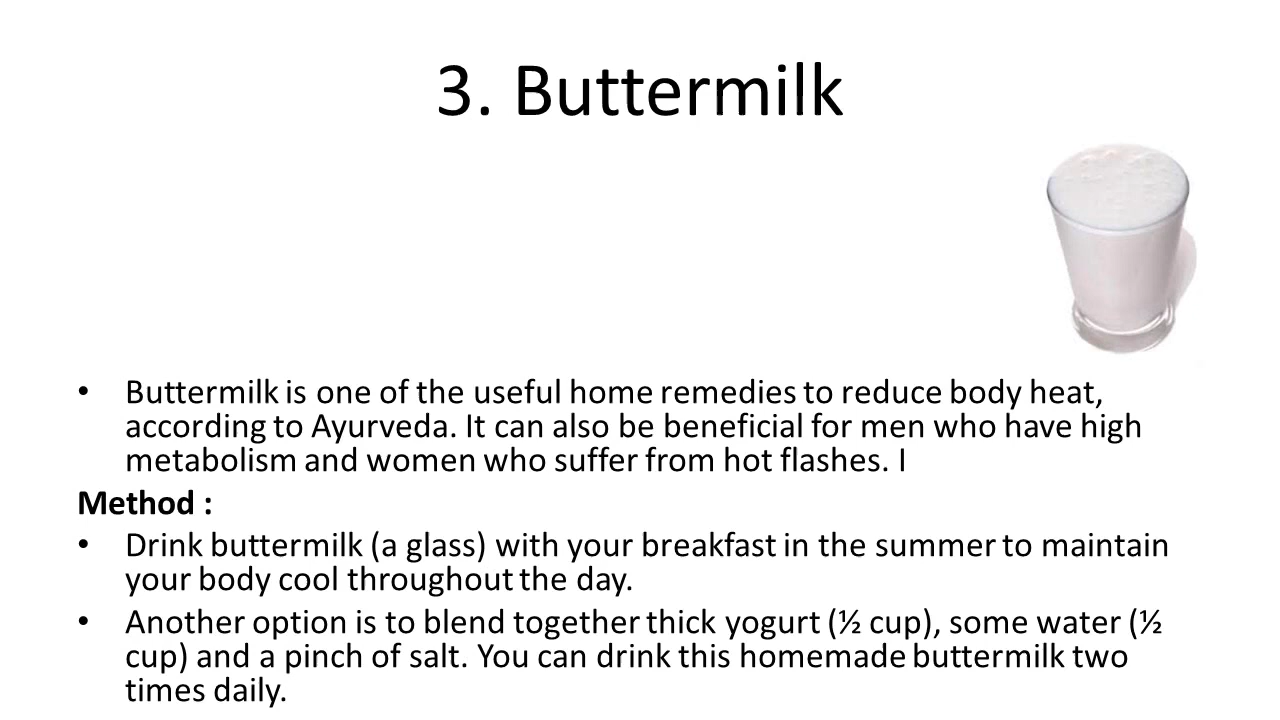 3. Buttermilk
• Buttermilk is one of the useful home remedies to reduce body heat,
according to Ayurveda. It can also be beneficial for men who have high
metabolism and women who suffer from hot flashes. I
Method :
• Drink buttermilk (a glass) with your breakfast in the summer to maintain
your body cool throughout the day.
• Another option is to blend together thick yogurt (½ cup), some water (½
cup) and a pinch of salt. You can drink this homemade buttermilk two
times daily.